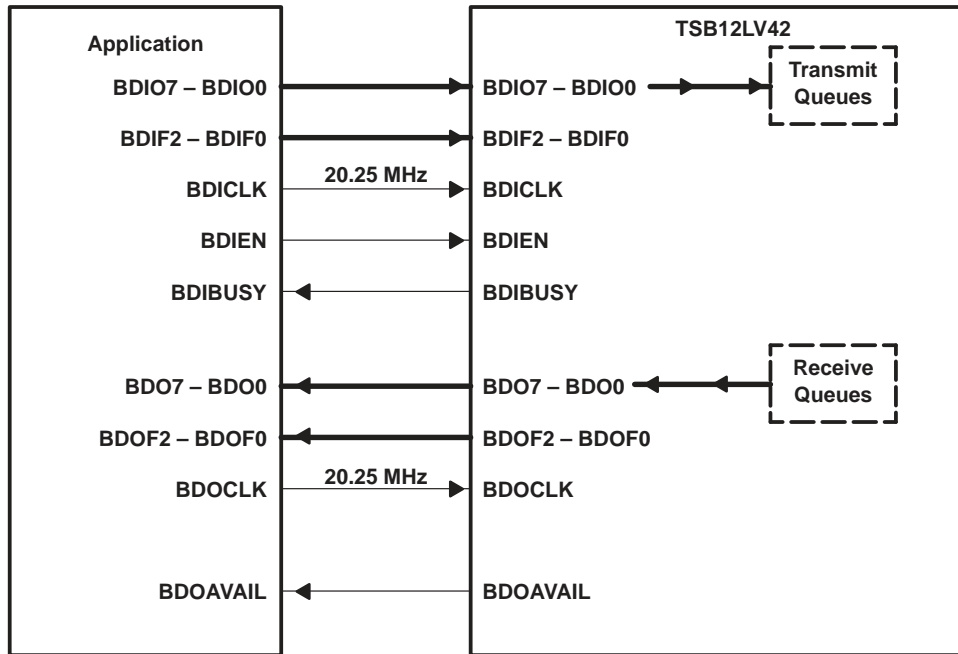 TSB12LV42
Application
Transmit
Queues
BDIO7 – BDIO0
BDIO7 – BDIO0
BDIF2 – BDIF0
BDIF2 – BDIF0
BDICLK
20.25 MHz
BDICLK
BDIEN
BDIEN
BDIBUSY
BDIBUSY
Receive
Queues
BDO7 – BDO0
BDO7 – BDO0
BDOF2 – BDOF0
BDOF2 – BDOF0
BDOCLK
20.25 MHz
BDOCLK
BDOAVAIL
BDOAVAIL